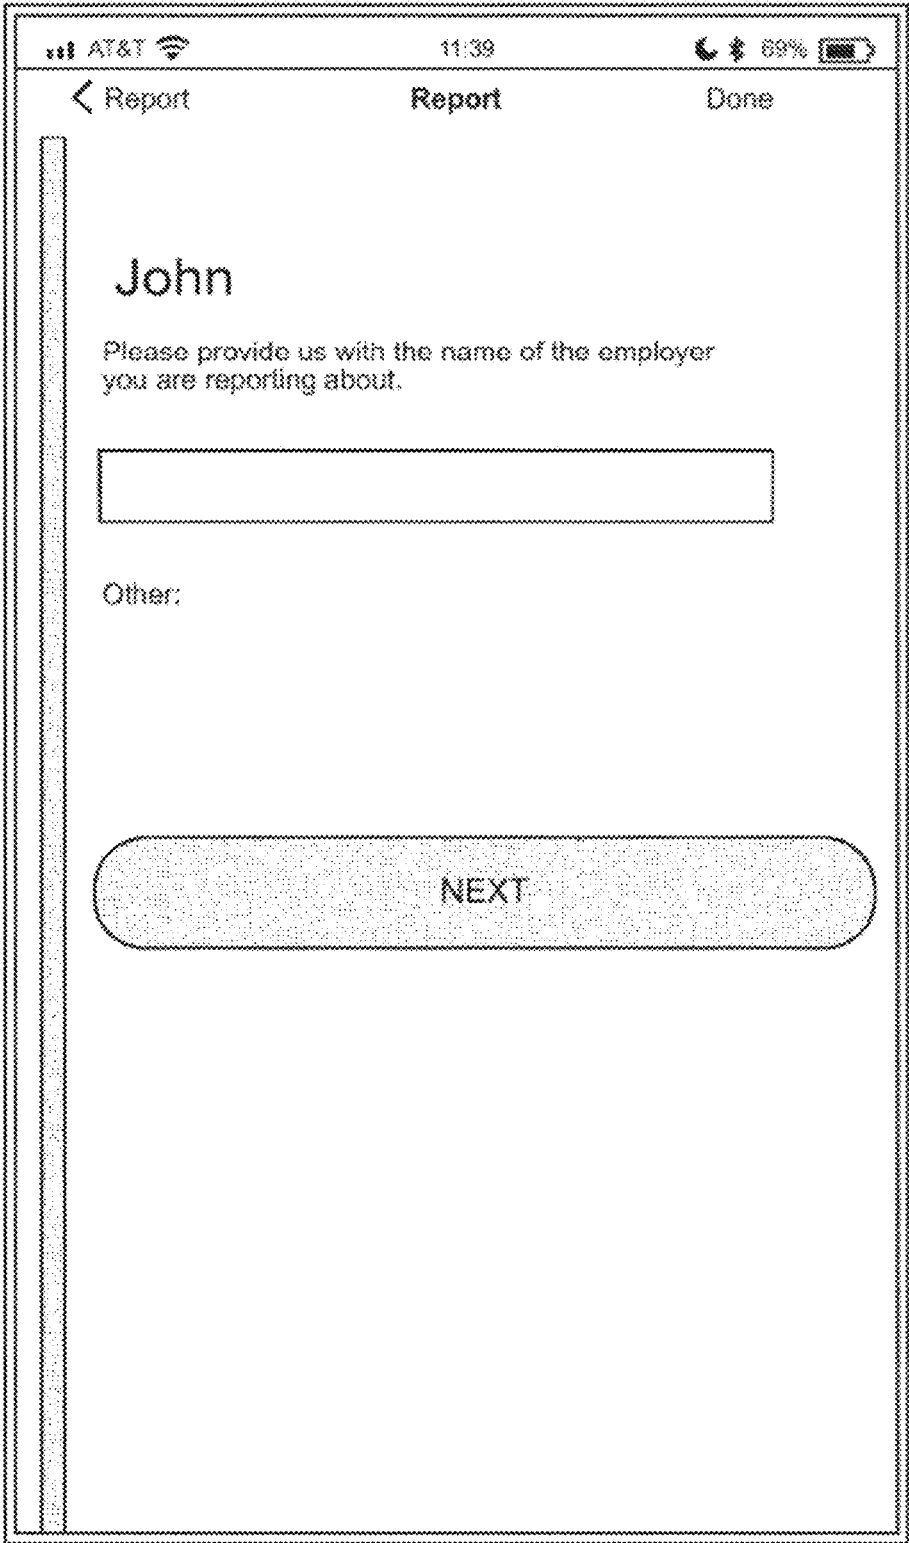 AT&T 11:39 69%
Report Report Done
John
Please provide us with the name of the employer
you are reporting about.
Other:
NEXT